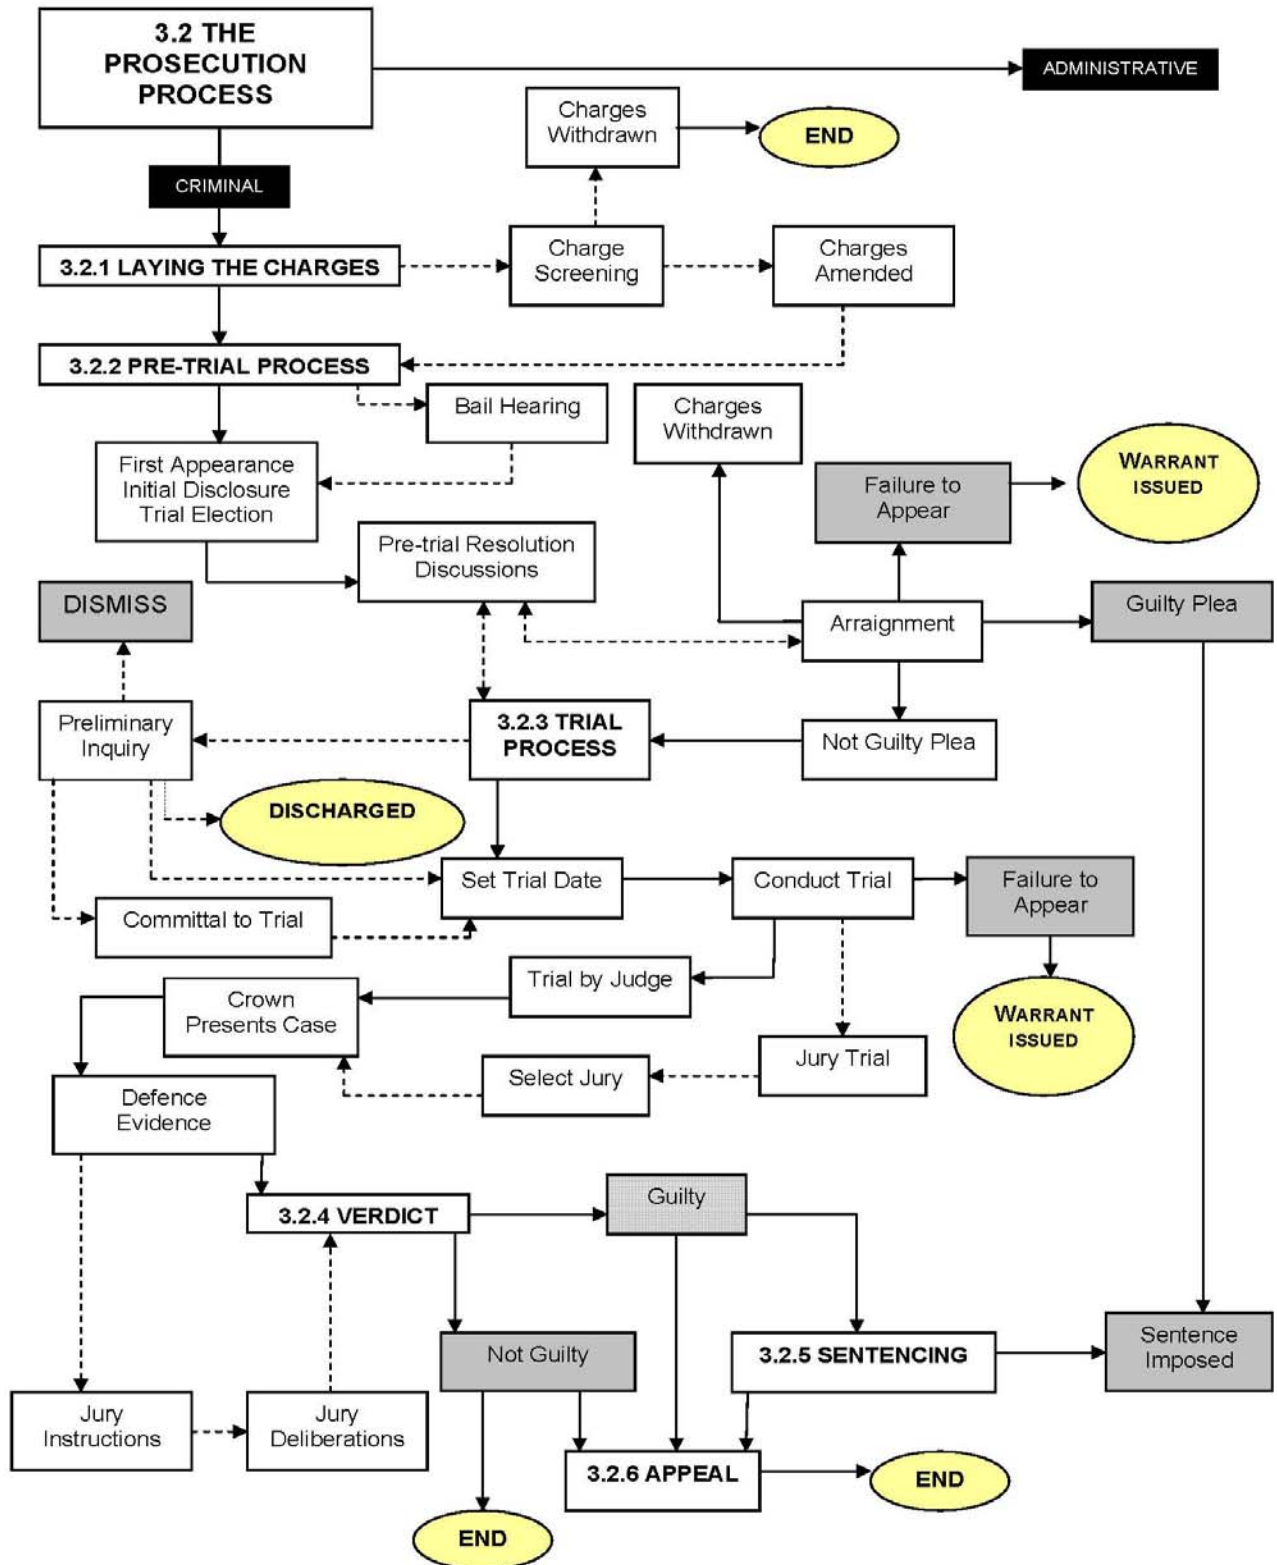 3.2 THE
PROSECUTION
PROCESS
ADMINISTRATIVE
Charges
Withdrawn
END
CRIMINAL
3.2.1 LAYING THE CHARGES
Charge
Screening
Charges
Amended
3.2.2 PRE-TRIAL PROCESS
Bail Hearing
Charges
Withdrawn
First Appearance
Initial Disclosure
Trial Election
Failure to
Appear
WARRANT
ISSUED
Pre-trial Resolution
Discussions
DISMISS
Arraignment
Guilty Plea
Preliminary
Inquiry
3.2.3 TRIAL
PROCESS
Not Guilty Plea
DISCHARGED
Set Trial Date
Conduct Trial
Failure to
Appear
Committal to Trial
Trial by Judge
Crown
Presents Case
WARRANT
ISSUED
Jury Trial
Select Jury
Defence
Evidence
Guilty
3.2.4 VERDICT
Not Guilty
3.2.5 SENTENCING
Sentence
Imposed
Jury
Instructions
Jury
Deliberations
3.2.6 APPEAL
END
END